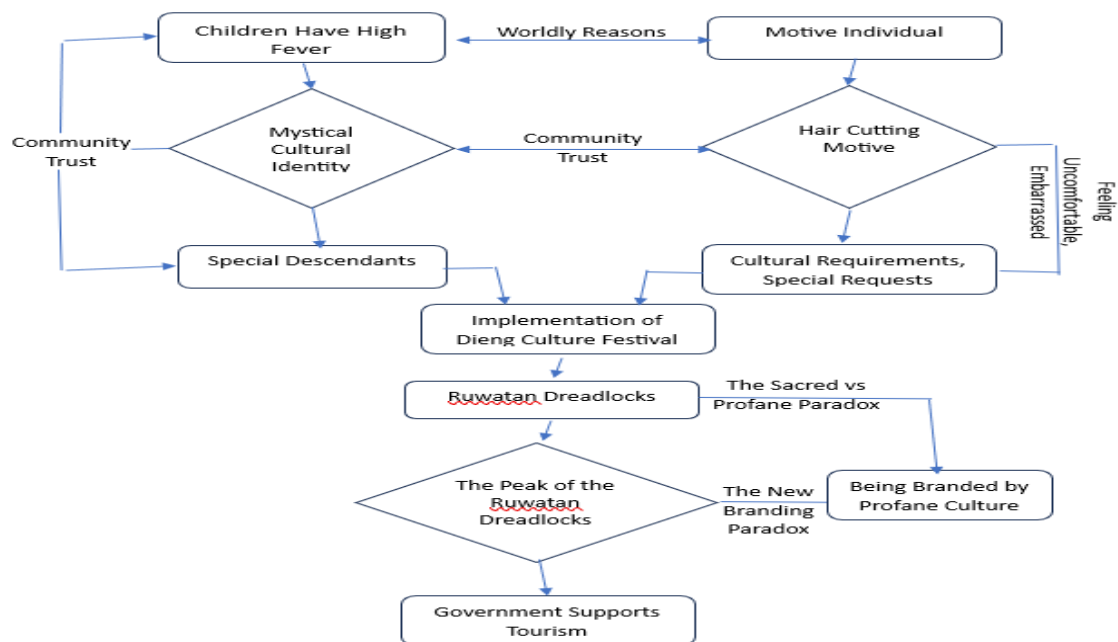 Children Have High
Fever
Worldly Reasons
Motive Individual
Community
Trust
Mystical
Cultural
Identity
Community
Trust
Hair Cutting
Motive
Feeling
Uncomfortable,
Embarrassed
Special Descendants
Cultural Requirements,
Special Requests
Implementation of
Dieng Culture Festival
Ruwatan Dreadlocks
The Sacred vs
Profane Paradox
The Peak of the
Ruwatan
Dreadlocks
The New
Branding
Paradox
Being Branded by
Profane Culture
Government Supports
Tourism